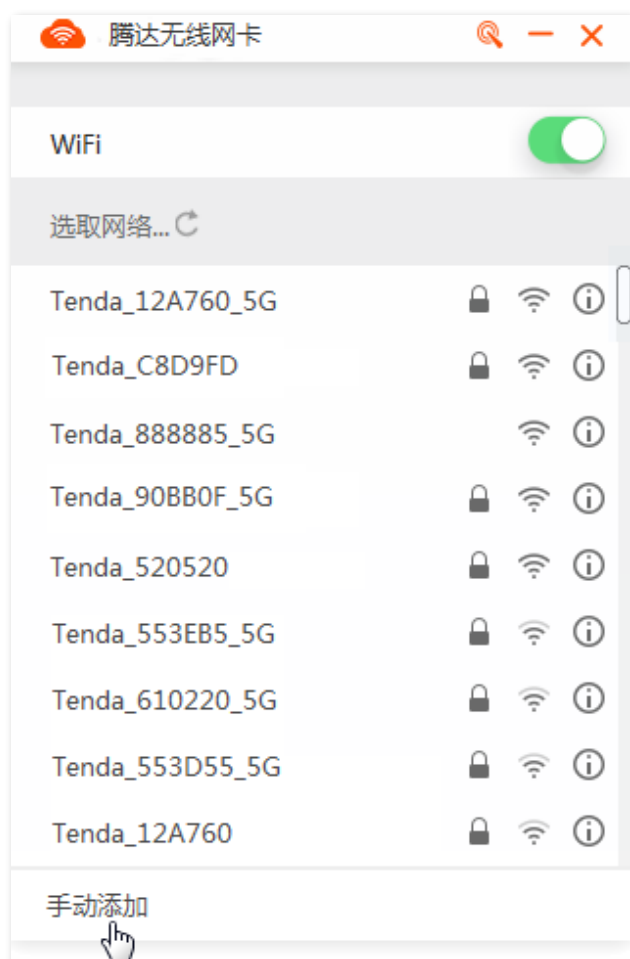 腾达无线网卡
WiFi
选取网络...
Tenda_12A760_5G
Tenda_C8D9FD
Tenda_888885_5G
Tenda_90BB0F_5G
Tenda_520520
Tenda_553EB5_5G
Tenda_610220_5G
Tenda_553D55_5G
Tenda_12A760
手动添加